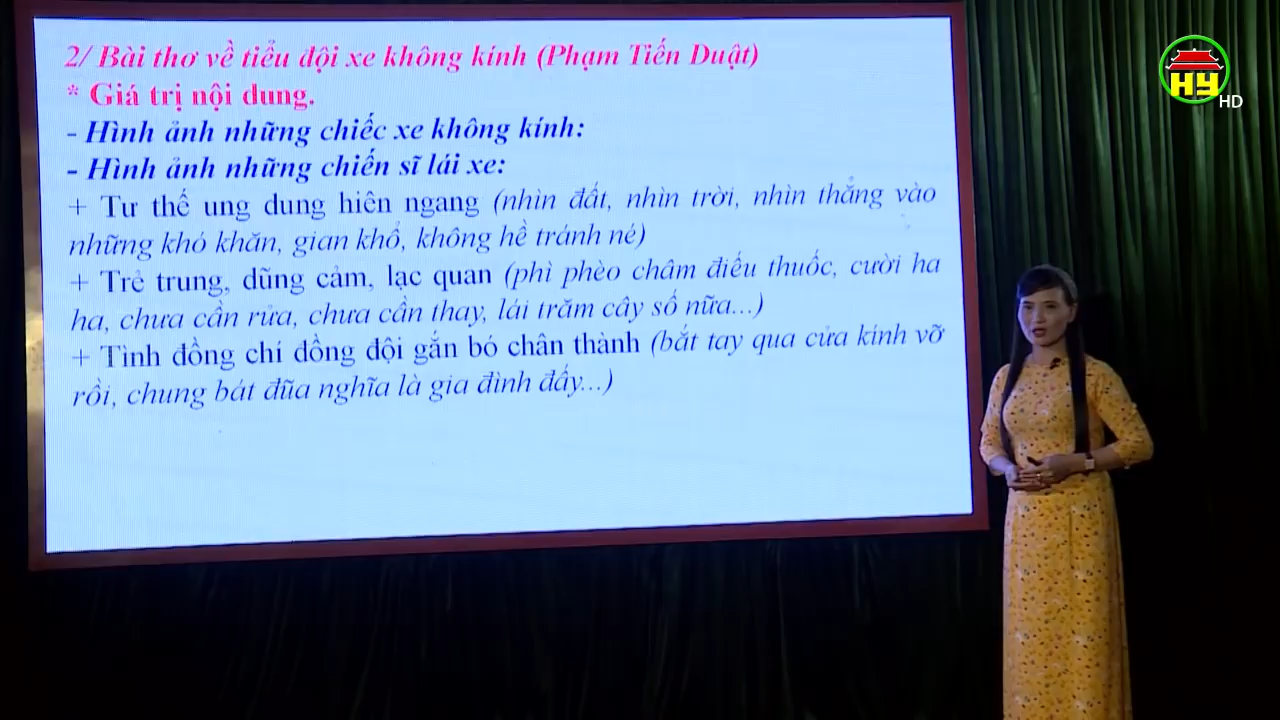 2/ Bài thơ về tiểu đội xe không kính (Phạm Tiến Duật)
* Giá trị nội dung.
- Hình ảnh những chiếc xe không kính:
- Hình ảnh những chiến sĩ lái xe:
+ Tư thế ung dung hiên ngang (nhìn đất, nhìn trời, nhìn thẳng vào
những khó khăn, gian khổ, không hề tránh né)
+ Trẻ trung, dũng cảm, lạc quan (phì phèo châm điếu thuốc, cười ha
ha, chưa cần rửa, chưa cần thay, lái trăm cây số nữa...)
+ Tình đồng chí đồng đội gắn bó chân thành (bắt tay qua cửa kính vỡ
rồi, chung bát đũa nghĩa là gia đình đấy...)
HY
HD